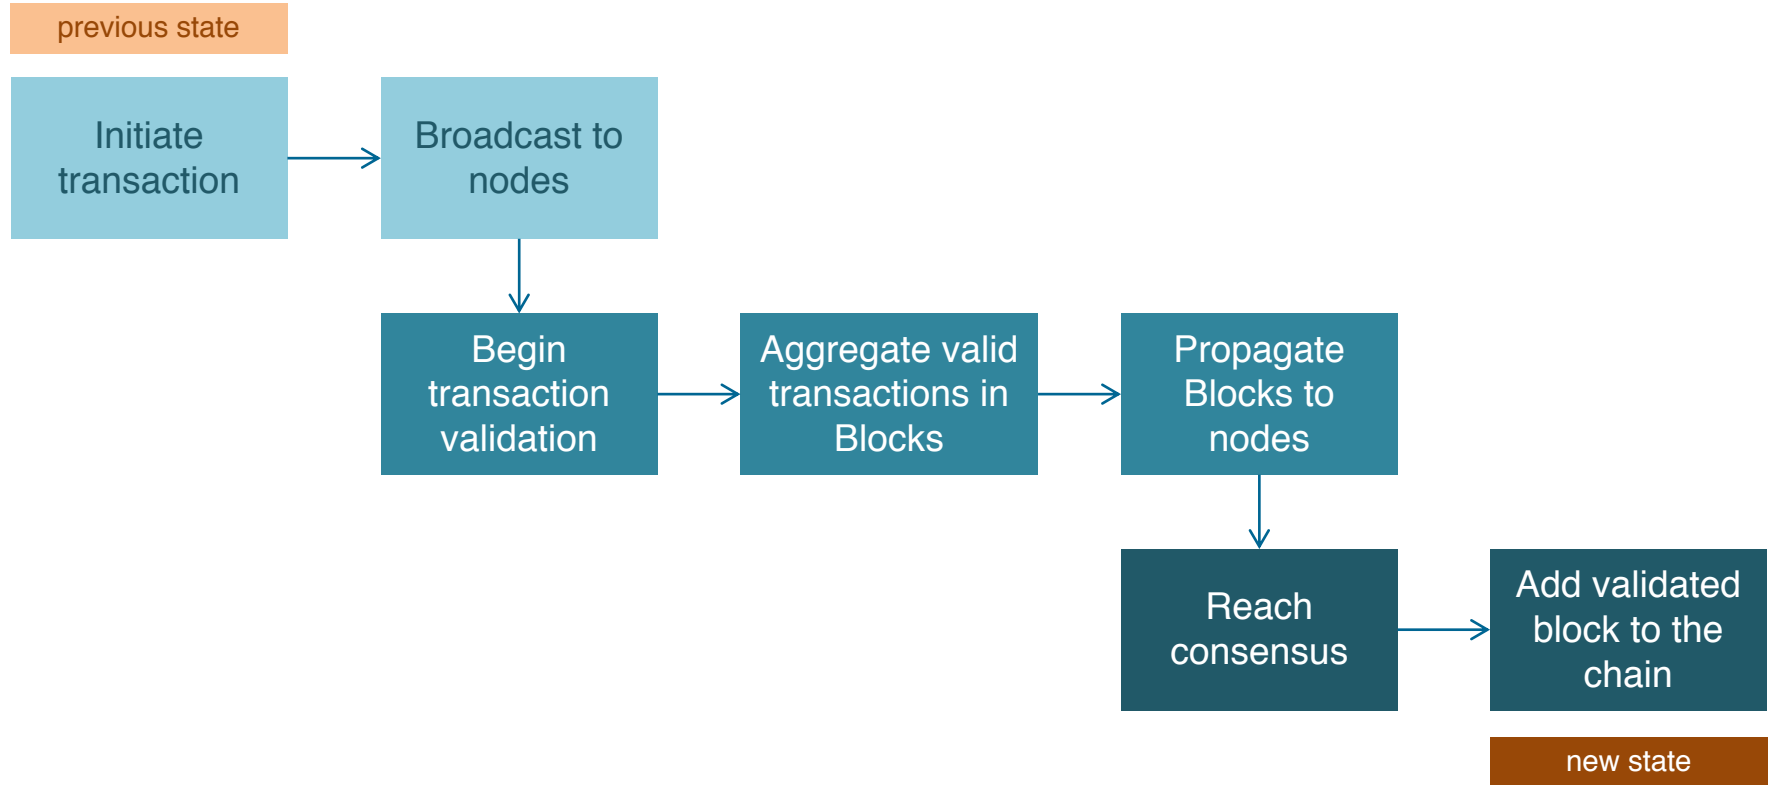 previous state
Initiate
transaction
Broadcast to
nodes
Begin
transaction
validation
Aggregate valid
transactions in
Blocks
Propagate
Blocks to
nodes
Reach
consensus
Add validated
block to the
chain
new state